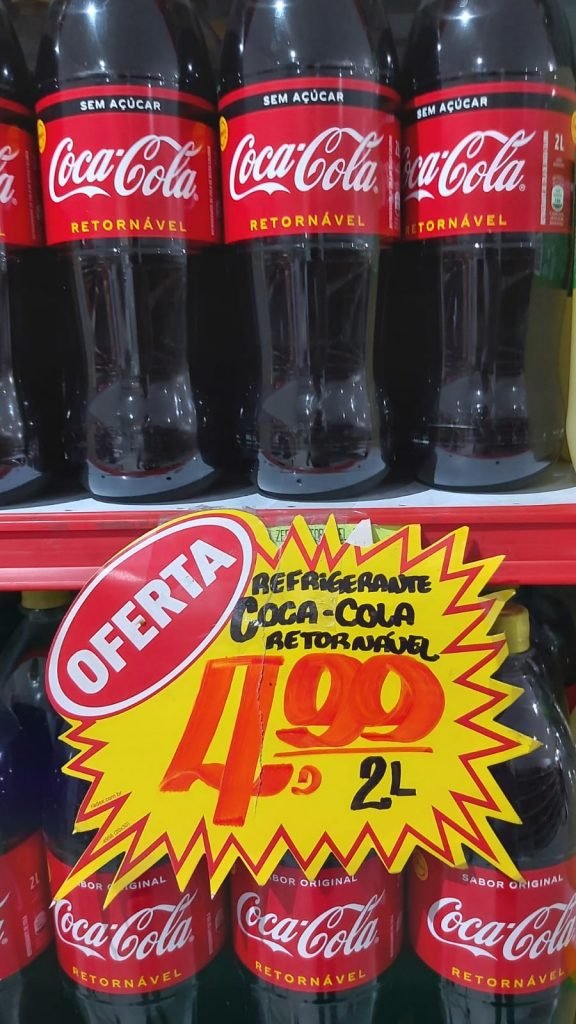 SEM AÇÚCAR
Coca-Cola
RETORNÁVEL
SEM AÇÚCAR
Coca-Cola
RETORNÁVEL
SEM AÇÚCAR
Coca-Cola
RETORNÁVEL
2L
OFERTA
REFRIGERANTE
COCA-COLA
RETORNÁVEL
4,99
2L
2L
SABOR ORIGINAL
Coca-Cola
RETORNÁVEL
SABOR ORIGINAL
Coca-Cola
RETORNÁVEL
SABOR ORIGINAL
Coca-Cola
RETORNÁVEL